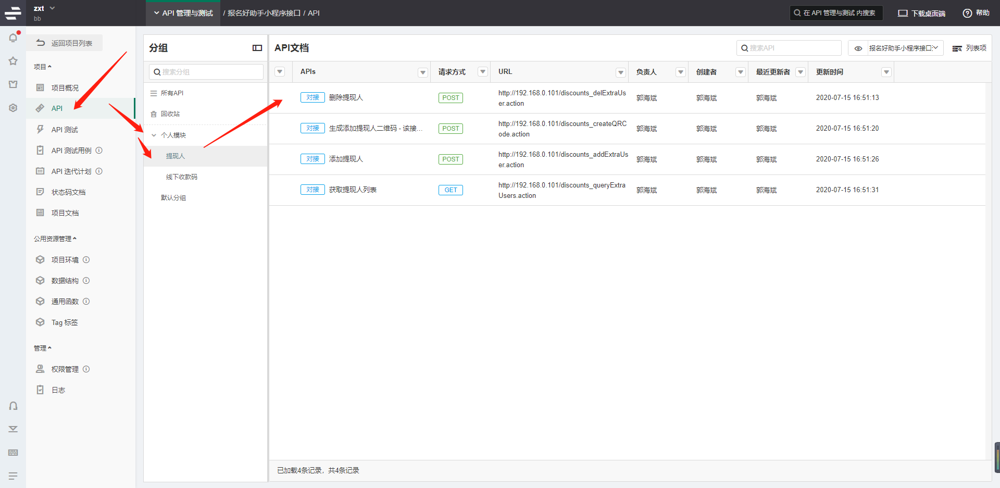 zxt
bb
API 管理与测试
/ 报名好助手小程序接口 / API
在 API 管理与测试 内搜索
下载桌面端
帮助
返回项目列表
项目
项目概况
API
API 测试
API 测试用例
API 迭代计划
状态码文档
项目文档
公用资源管理
项目环境
数据结构
通用函数
Tag 标签
管理
权限管理
日志
分组
搜索分组
所有API
回收站
个人模块
提现人
线下收款码
默认分组
API文档
搜索API
报名好助手小程序接口
列表项
APIs 请求方式 URL 负责人 创建者 最近更新者 更新时间
对接 删除提现人 POST http://192.168.0.101/discounts_delExtraUs
er.action 郭海斌 郭海斌 郭海斌 2020-07-15 16:51:13
对接 生成添加提现人二维码 - 该接... POST http://192.168.0.101/discounts_createQRC
ode.action 郭海斌 郭海斌 郭海斌 2020-07-15 16:51:20
对接 添加提现人 POST http://192.168.0.101/discounts_addExtraUs
er.action 郭海斌 郭海斌 郭海斌 2020-07-15 16:51:26
对接 获取提现人列表 GET http://192.168.0.101/discounts_queryExtra
Users.action 郭海斌 郭海斌 郭海斌 2020-07-15 16:51:31
已加载4条记录，共4条记录